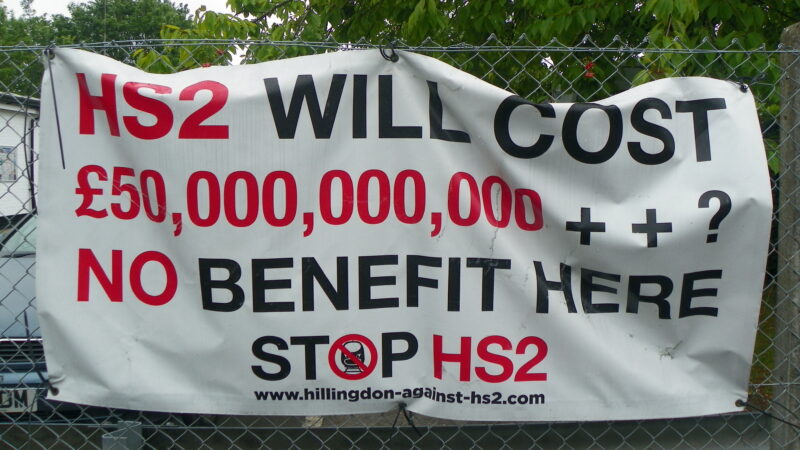 HS2 WILL COST
£50,000,000,000 + + ?
NO BENEFIT HERE
STOP HS2
www.hillingdon-against-hs2.com